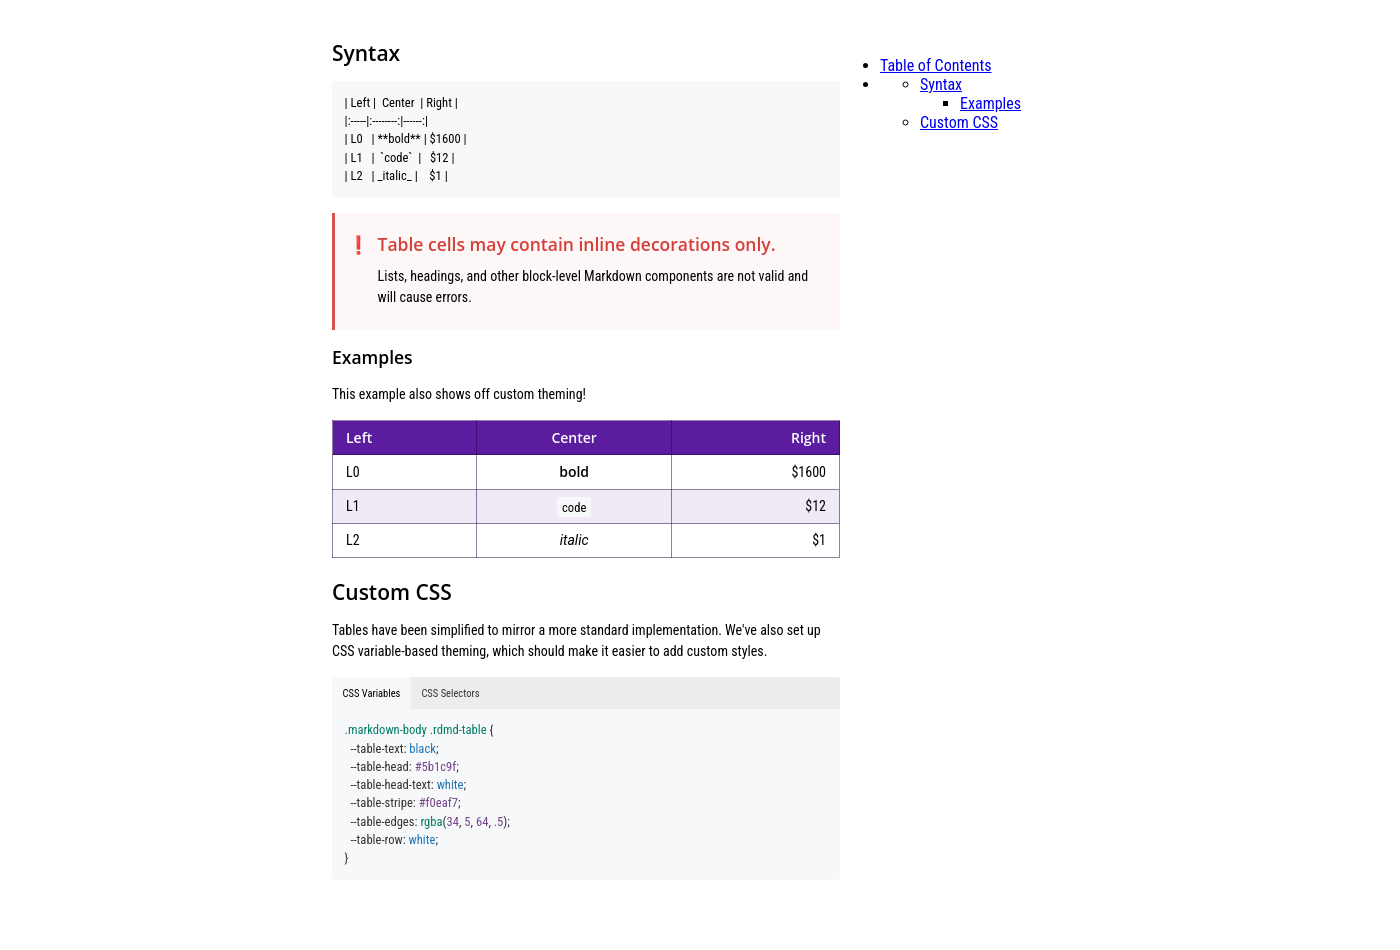 Syntax
| Left |  Center  | Right |
|:-----|:--------:|------:|
| L0   | **bold** | $1600 |
| L1   |  `code`  |   $12 |
| L2   | _italic_ |    $1 |
❗ Table cells may contain inline decorations only.
Lists, headings, and other block-level Markdown components are not valid and
will cause errors.
Examples
This example also shows off custom theming!
Left Center Right
L0 bold $1600
L1 code $12
L2 italic $1
Custom CSS
Tables have been simplified to mirror a more standard implementation. We've also set up
CSS variable-based theming, which should make it easier to add custom styles.
CSS Variables CSS Selectors
.markdown-body .rdmd-table {
  --table-text: black;
  --table-head: #5b1c9f;
  --table-head-text: white;
  --table-stripe: #f0eaf7;
  --table-edges: rgba(34, 5, 64, .5);
  --table-row: white;
}
Table of Contents
Syntax
Examples
Custom CSS